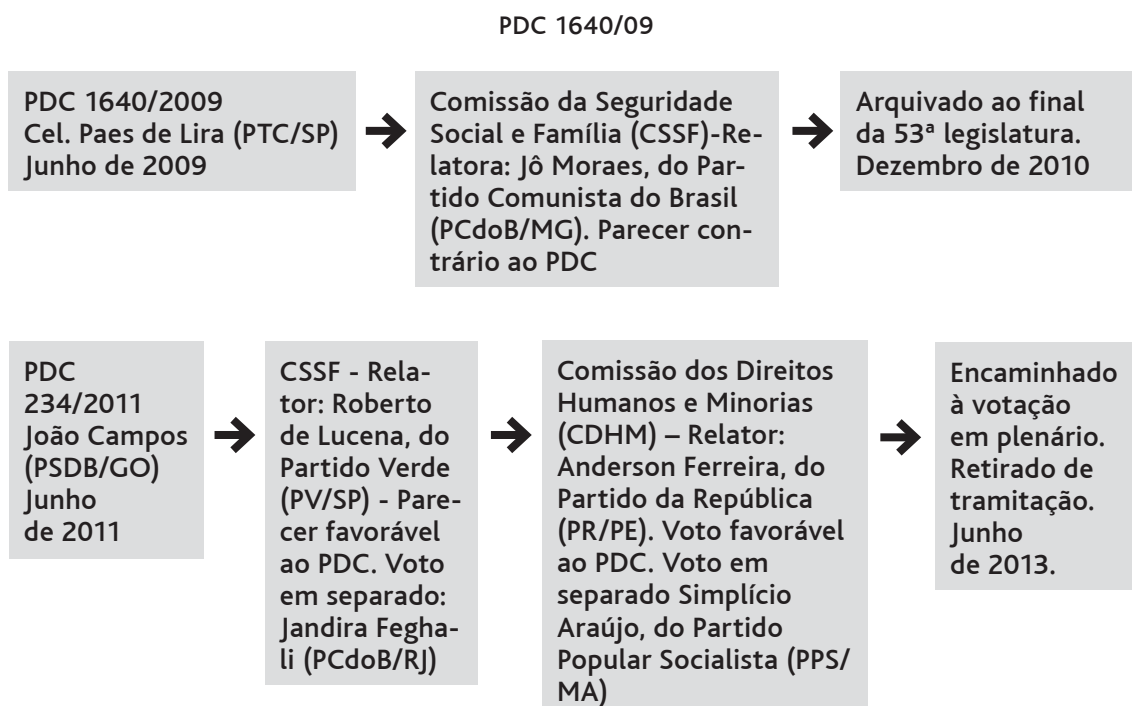 PDC 1640/09
PDC 1640/2009
Cel. Paes de Lira (PTC/SP)
Junho de 2009
Comissão da Seguridade
Social e Família (CSSF)-Re-
latora: Jô Moraes, do Par-
tido Comunista do Brasil
(PCdoB/MG). Parecer con-
trário ao PDC
Arquivado ao final
da 53ª legislatura.
Dezembro de 2010
PDC
234/2011
João Campos
(PSDB/GO)
Junho
de 2011
CSSF - Rela-
tor: Roberto
de Lucena, do
Partido Verde
(PV/SP) - Pare-
cer favorável
ao PDC. Voto
em separado:
Jandira Fegha-
li (PCdoB/RJ)
Comissão dos Direitos
Humanos e Minorias
(CDHM) – Relator:
Anderson Ferreira, do
Partido da República
(PR/PE). Voto favorável
ao PDC. Voto em
separado Simplício
Araújo, do Partido
Popular Socialista (PPS/
MA)
Encaminhado
à votação
em plenário.
Retirado de
tramitação.
Junho
de 2013.